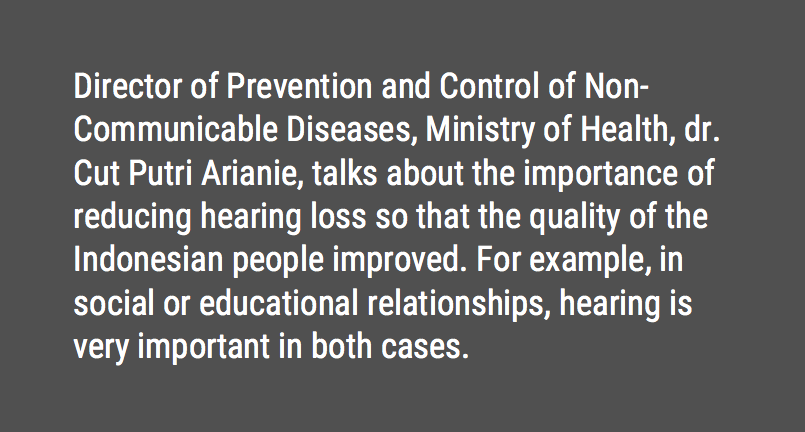 Director of Prevention and Control of Non-
Communicable Diseases, Ministry of Health, dr.
Cut Putri Arianie, talks about the importance of
reducing hearing loss so that the quality of the
Indonesian people improved. For example, in
social or educational relationships, hearing is
very important in both cases.